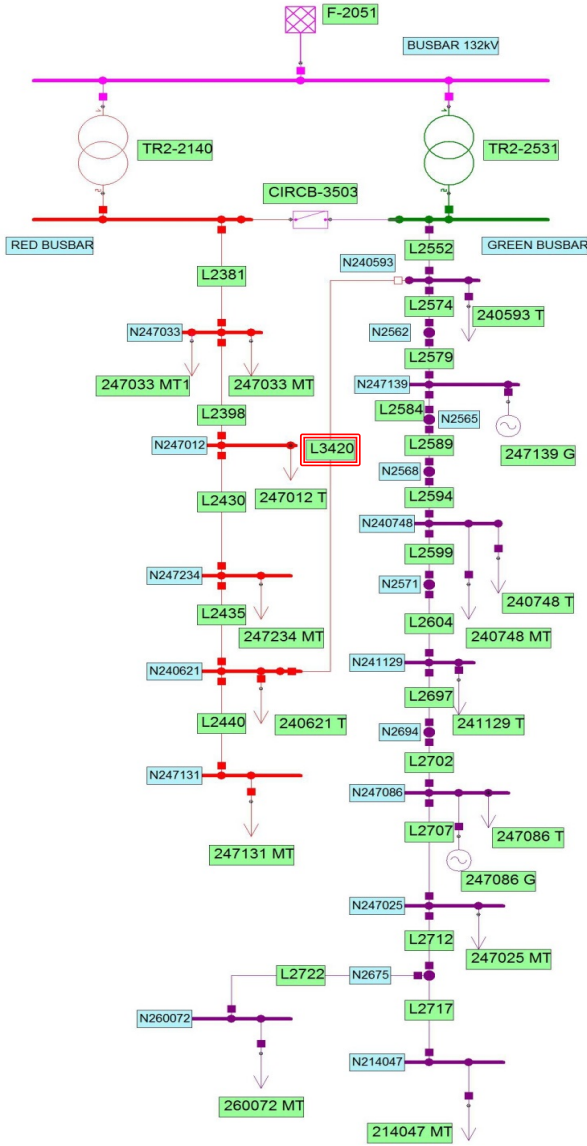 F-2051
BUSBAR 132kV
TR2-2140
TR2-2531
CIRCB-3503
RED BUSBAR
GREEN BUSBAR
L2552
N240593
L2381
L2574
240593 T
N247033
N2562
L2579
247033 MT1
247033 MT
N247139
L2584
N2565
L2398
N247012
L3420
L2589
247139 G
N2568
247012 T
L2430
L2594
N240748
L2599
N247234
N2571
240748 T
L2435
L2604
240748 MT
247234 MT
N240621
N241129
L2697
L2440
240621 T
241129 T
N2694
L2702
N247131
N247086
L2707
247086 T
247131 MT
247086 G
N247025
L2712
247025 MT
L2722
N2675
L2717
N260072
N214047
260072 MT
214047 MT